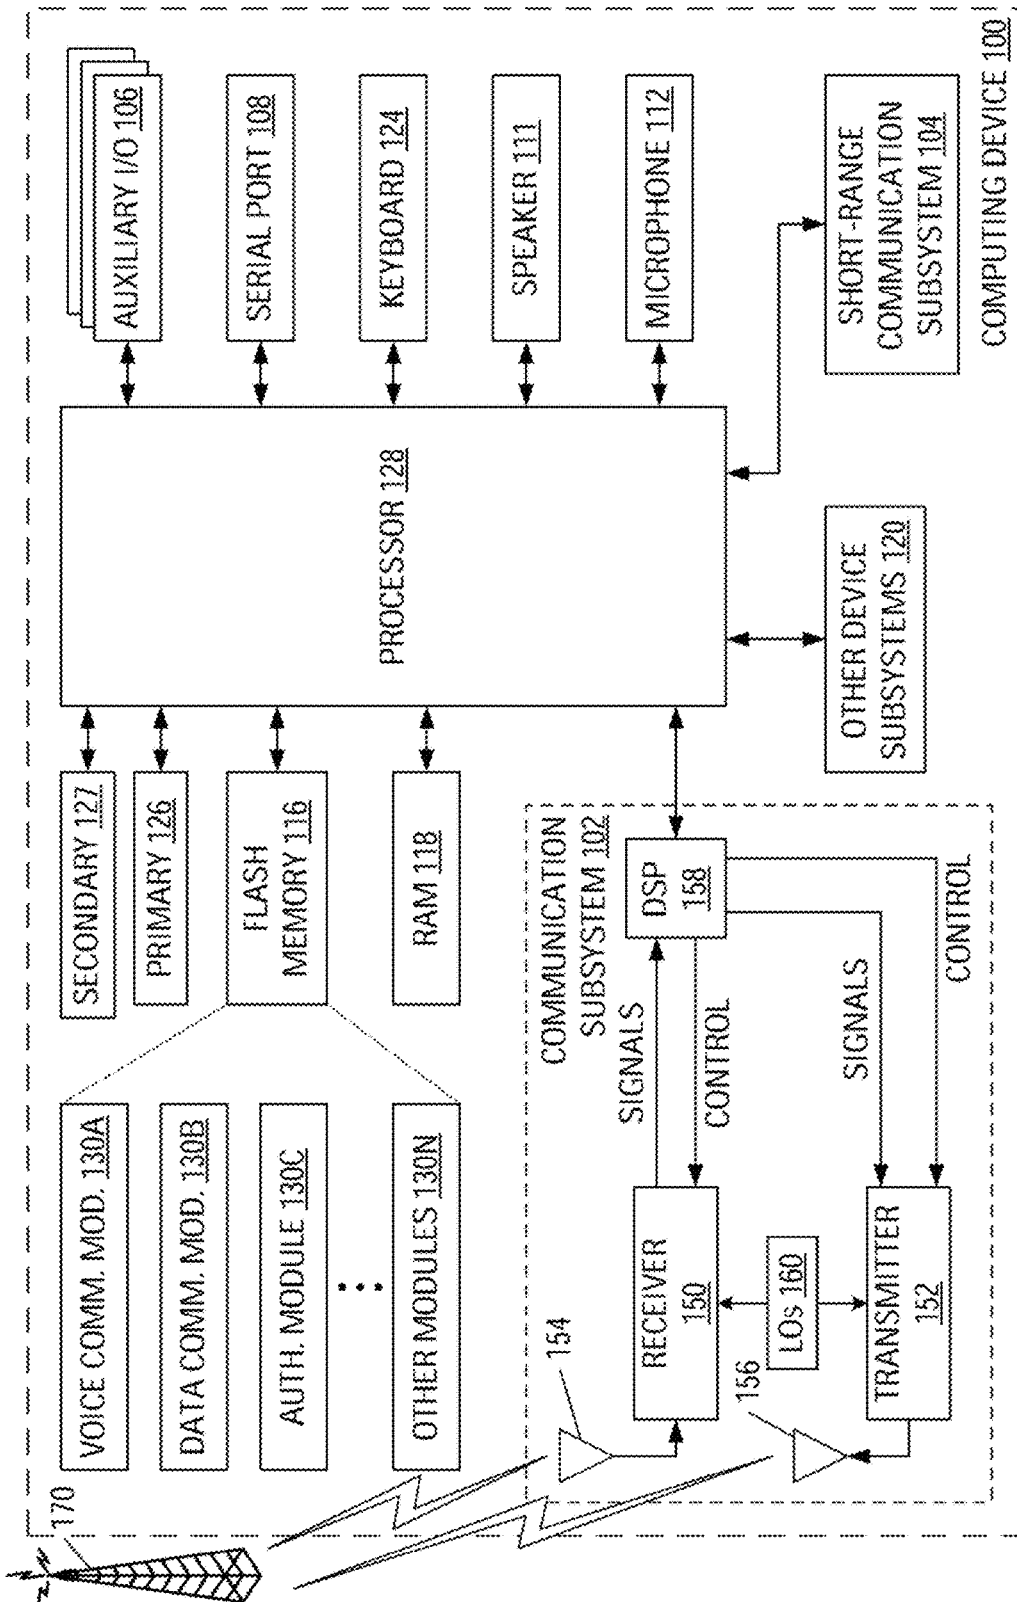 170
VOICE COMM. MOD. 130A
DATA COMM. MOD. 130B
AUTH. MODULE 130C
• • •
OTHER MODULES 130N
SECONDARY 127
PRIMARY 126
FLASH
MEMORY 116
RAM 118
PROCESSOR 128
AUXILIARY I/O 106
SERIAL PORT 108
KEYBOARD 124
SPEAKER 111
MICROPHONE 112
COMMUNICATION
SUBSYSTEM 102
154
RECEIVER
150
SIGNALS
CONTROL
DSP
158
LOs 160
156
TRANSMITTER
152
SIGNALS
CONTROL
OTHER DEVICE
SUBSYSTEMS 120
SHORT-RANGE
COMMUNICATION
SUBSYSTEM 104
COMPUTING DEVICE 100